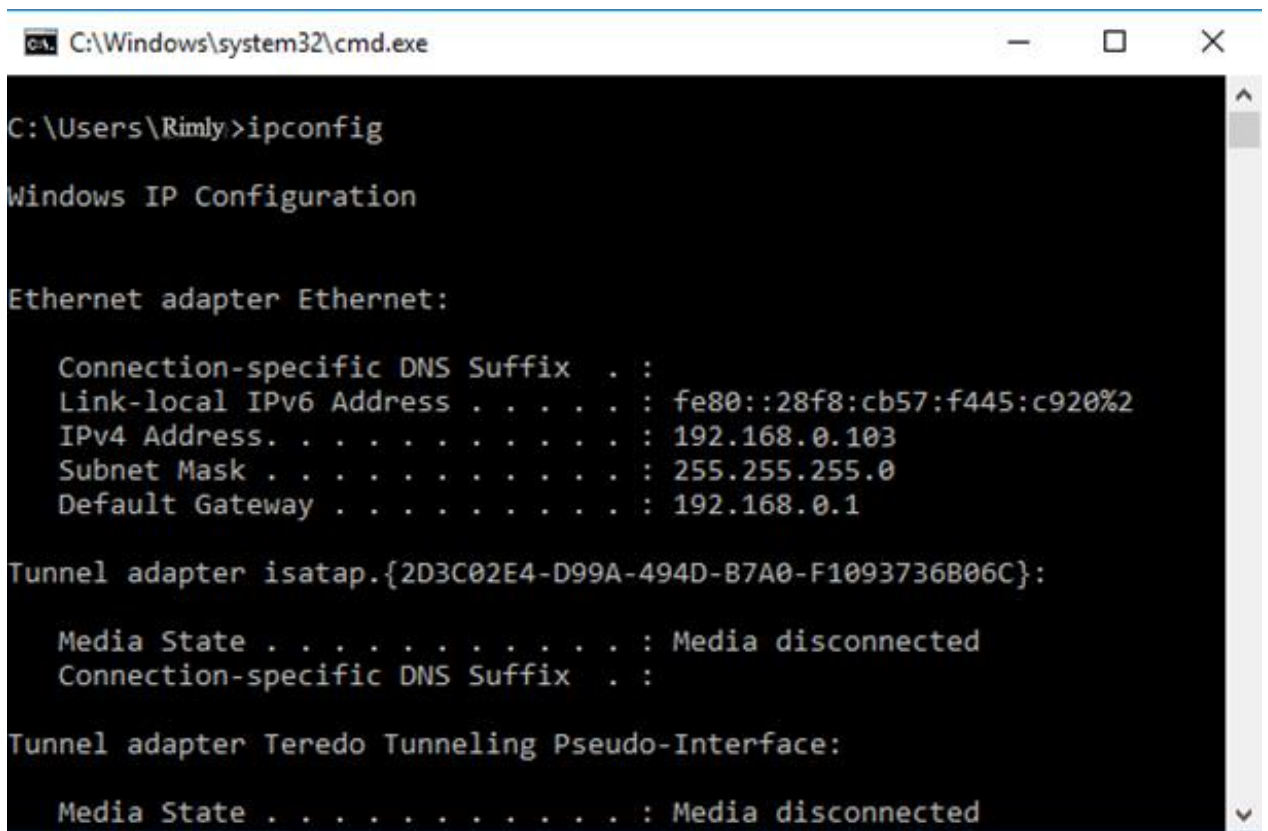 C:\Windows\system32\cmd.exe
C:\Users\Rimly>ipconfig
Windows IP Configuration
Ethernet adapter Ethernet:
Connection-specific DNS Suffix  . :
Link-local IPv6 Address . . . . . : fe80::28f8:cb57:f445:c920%2
IPv4 Address. . . . . . . . . . . : 192.168.0.103
Subnet Mask . . . . . . . . . . . : 255.255.255.0
Default Gateway . . . . . . . . . : 192.168.0.1
Tunnel adapter isatap.{2D3C02E4-D99A-494D-B7A0-F1093736B06C}:
Media State . . . . . . . . . . . : Media disconnected
Connection-specific DNS Suffix  . :
Tunnel adapter Teredo Tunneling Pseudo-Interface:
Media State . . . . . . . . . . . : Media disconnected